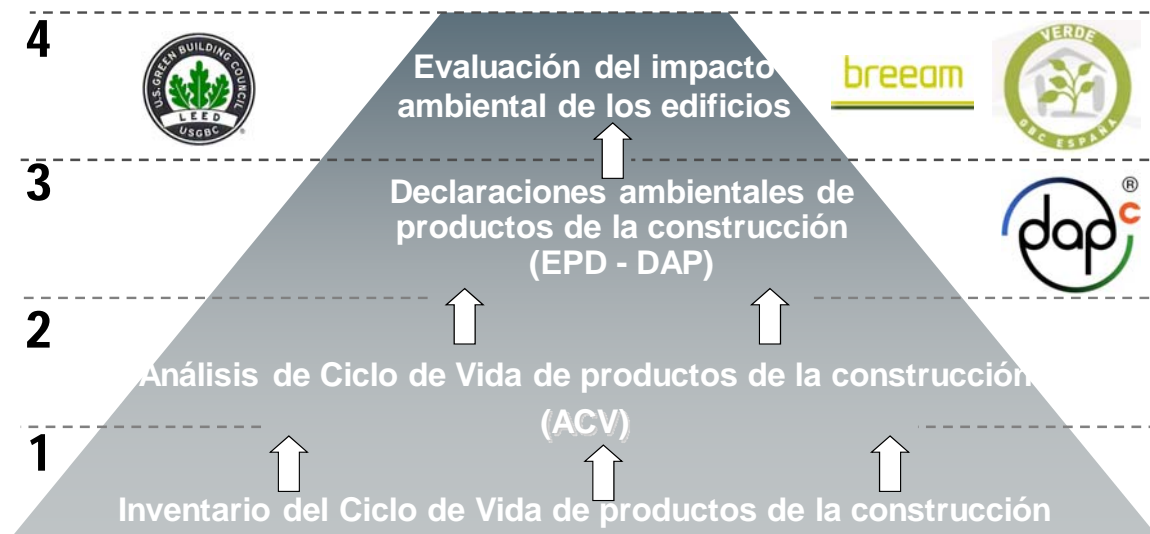 4
U.S. GREEN BUILDING COUNCIL
LEED
USGBC
®
Evaluación del impacto
ambiental de los edificios
breeam
VERDE
GBC ESPAÑA
3
Declaraciones ambientales de
productos de la construcción
(EPD - DAP)
dap c ®
2
Análisis de Ciclo de Vida de productos de la construcción
(ACV)
1
Inventario del Ciclo de Vida de productos de la construcción